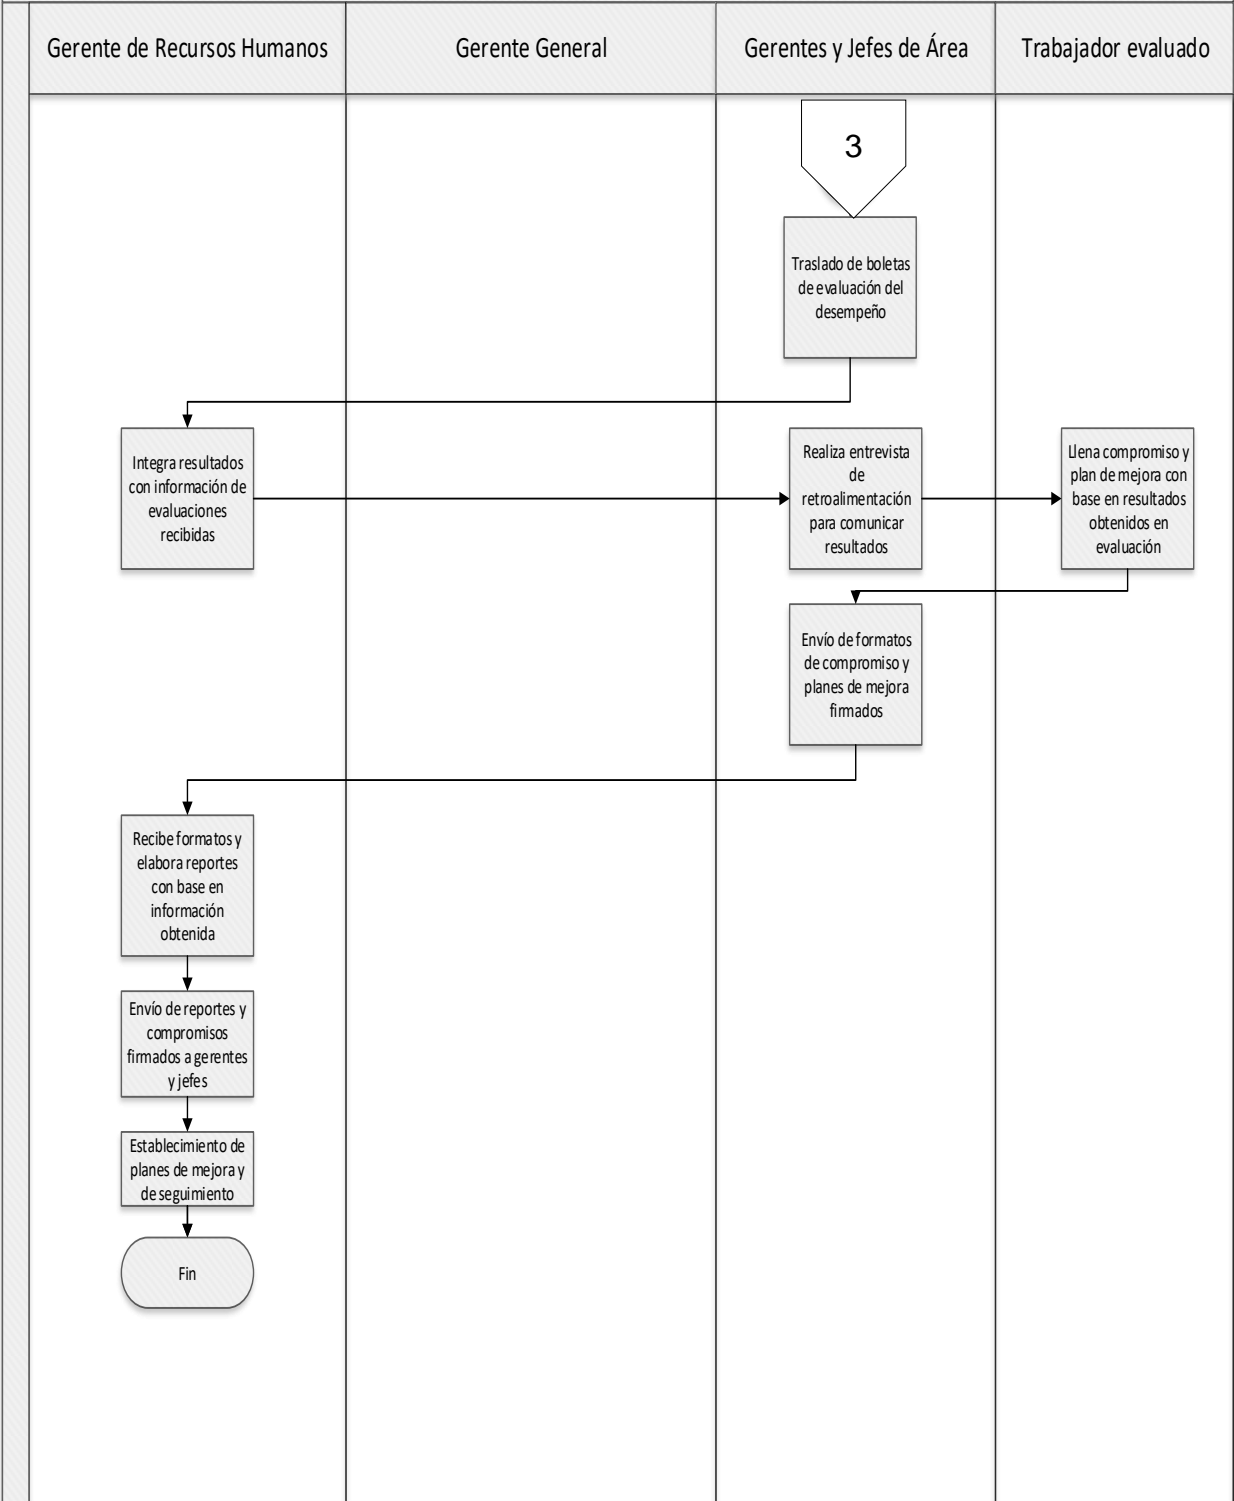 Gerente de Recursos Humanos
Gerente General
Gerentes y Jefes de Área
Trabajador evaluado
3
Traslado de boletas
de evaluación del
desempeño
Integra resultados
con información de
evaluaciones
recibidas
Realiza entrevista
de
retroalimentación
para comunicar
resultados
Llena compromiso y
plan de mejora con
base en resultados
obtenidos en
evaluación
Envío de formatos
de compromiso y
planes de mejora
firmados
Recibe formatos y
elabora reportes
con base en
información
obtenida
Envío de reportes y
compromisos
firmados a gerentes
y jefes
Establecimiento de
planes de mejora y
de seguimiento
Fin